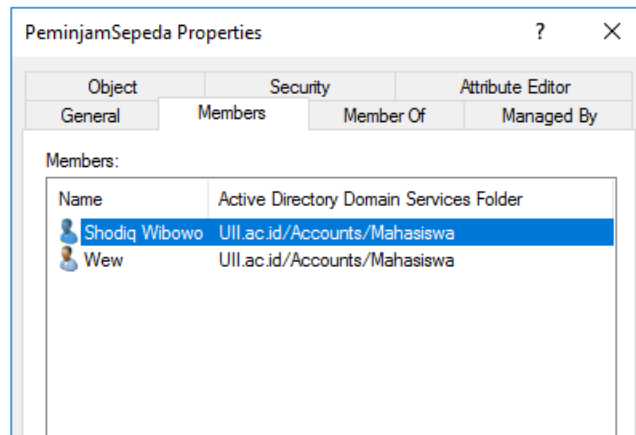 PeminjamSepeda Properties ? X
Object Security Attribute Editor
General Members Member Of Managed By
Members:
Name Active Directory Domain Services Folder
Shodiq Wibowo UII.ac.id/Accounts/Mahasiswa
Wew UII.ac.id/Accounts/Mahasiswa